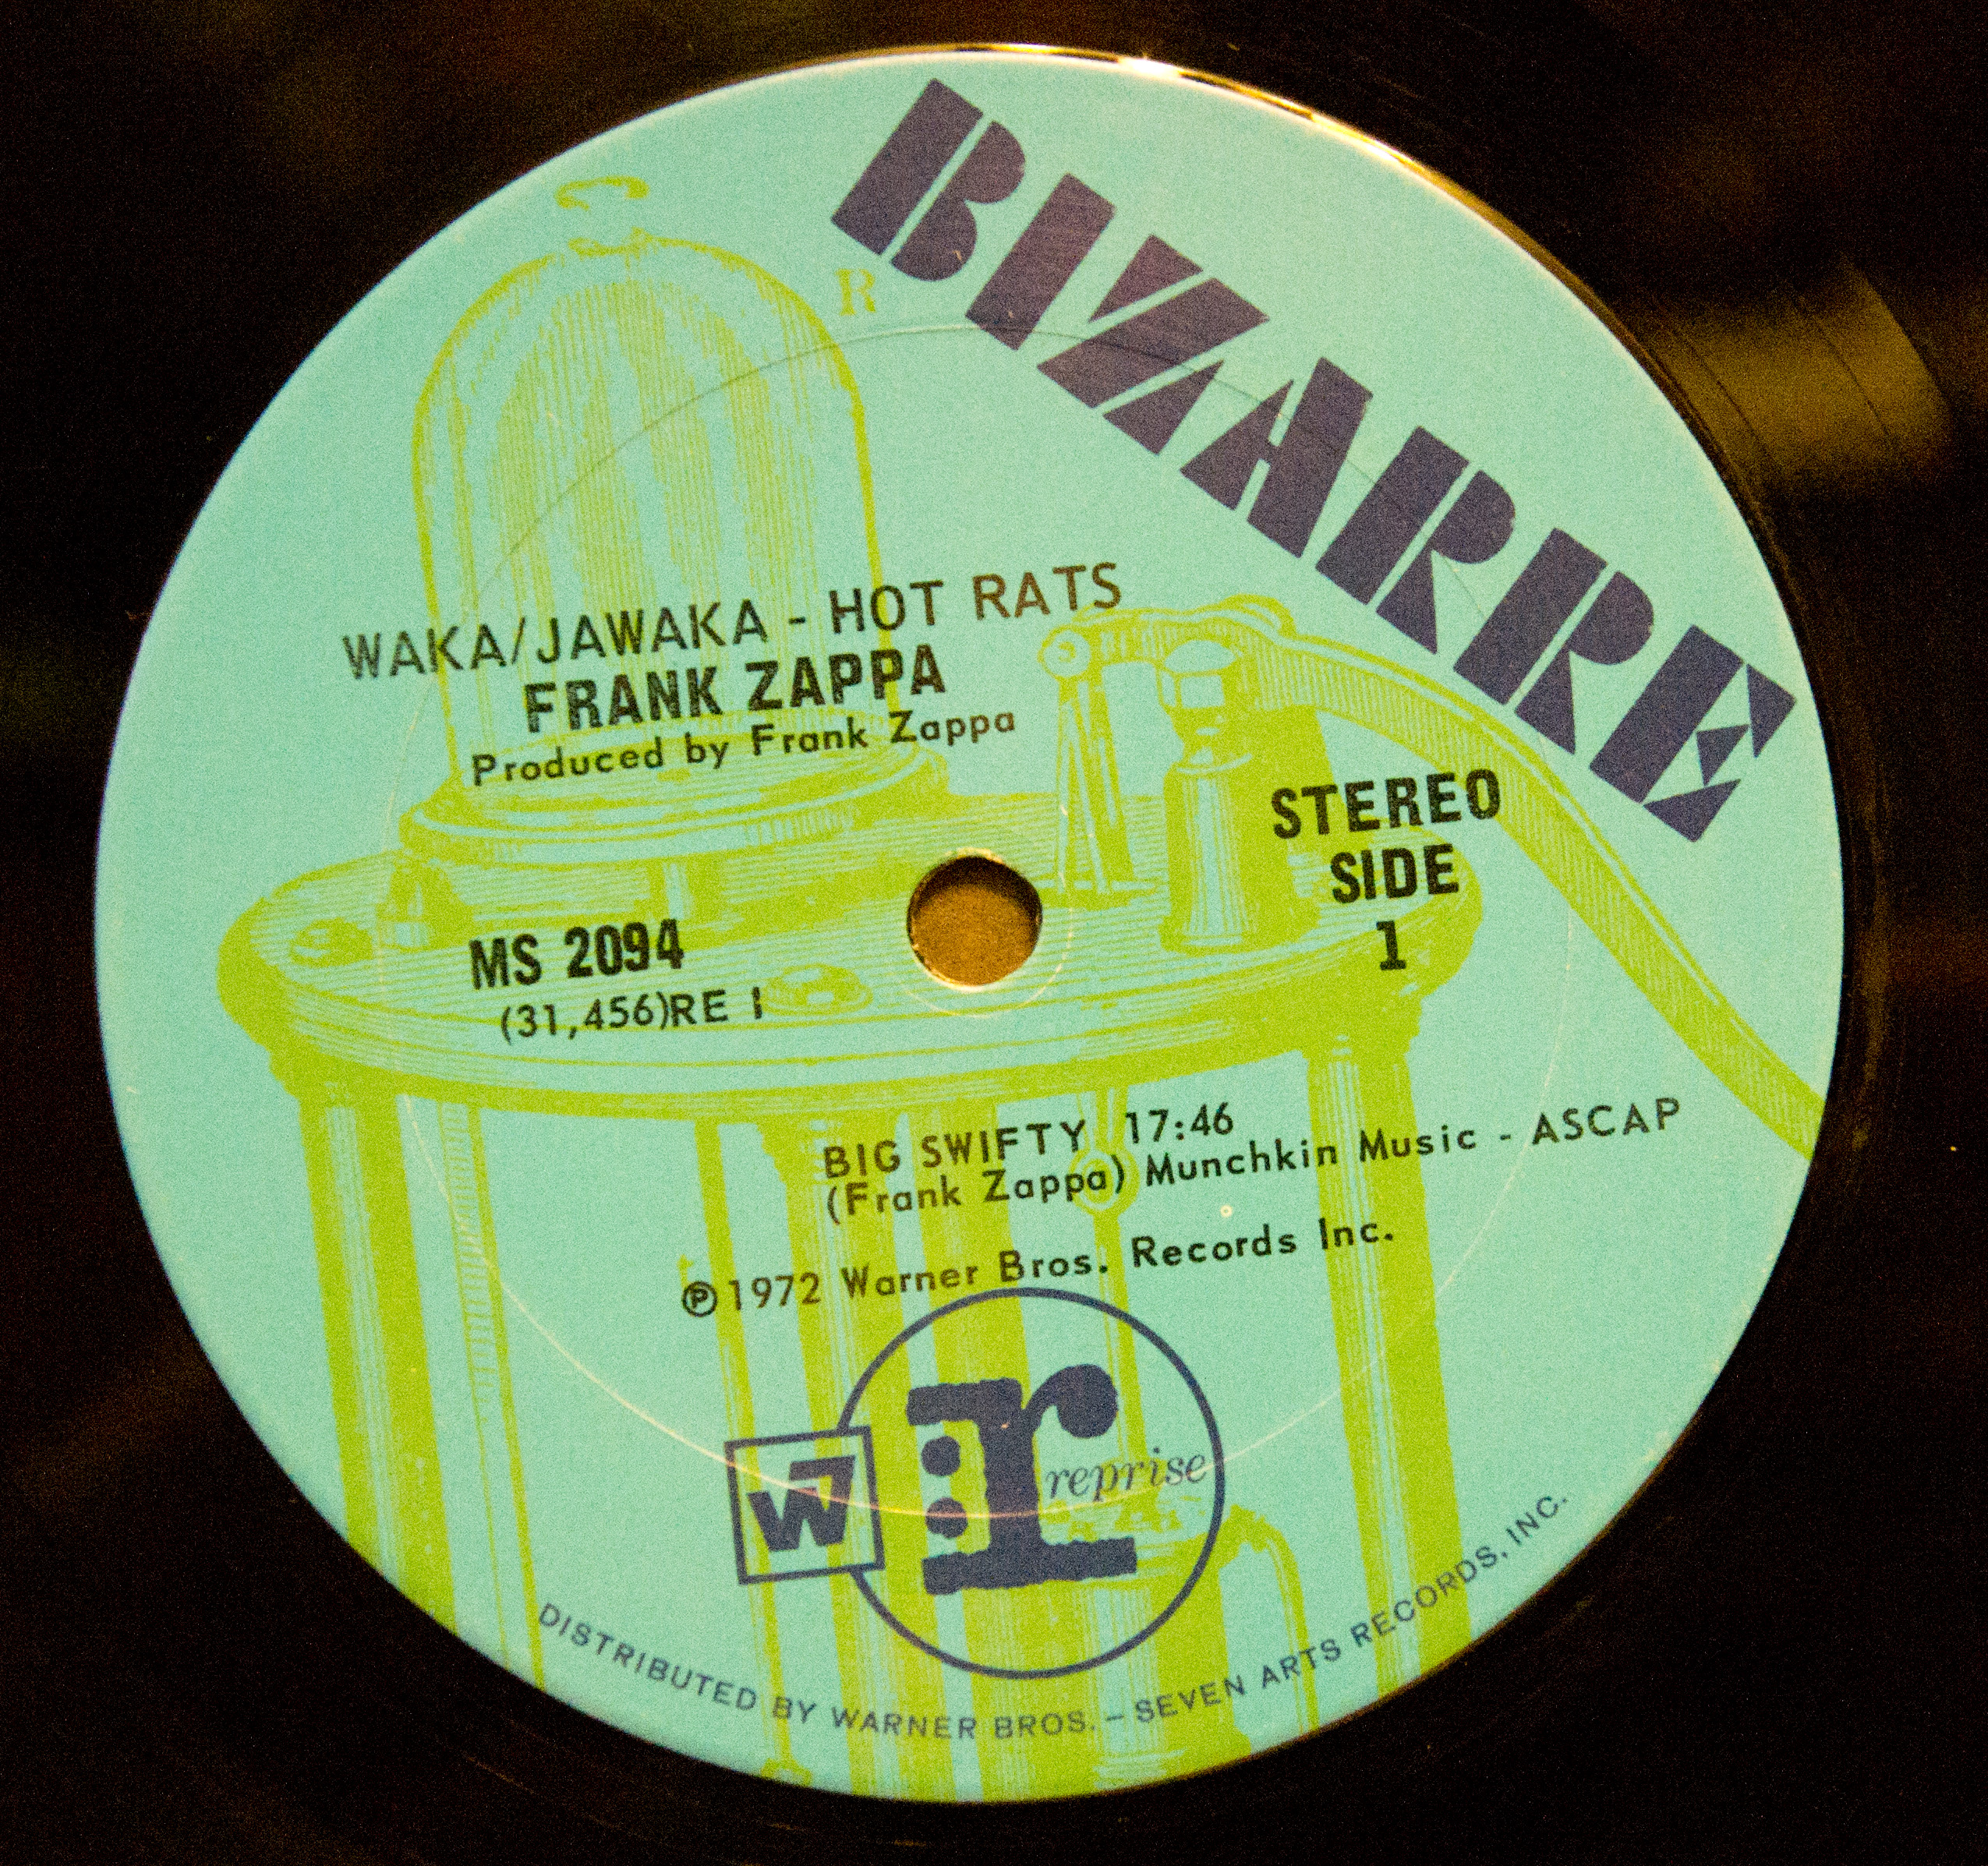 BIZARRE
R
WAKA/JAWAKA - HOT RATS
FRANK ZAPPA
Produced by Frank Zappa
STEREO
SIDE
1
MS 2094
(31,456)RE 1
BIG SWIFTY 17:46
(Frank Zappa) Munchkin Music - ASCAP
℗1972 Warner Bros. Records Inc.
W7
r:
reprise
DISTRIBUTED BY WARNER BROS. – SEVEN ARTS RECORDS, INC.